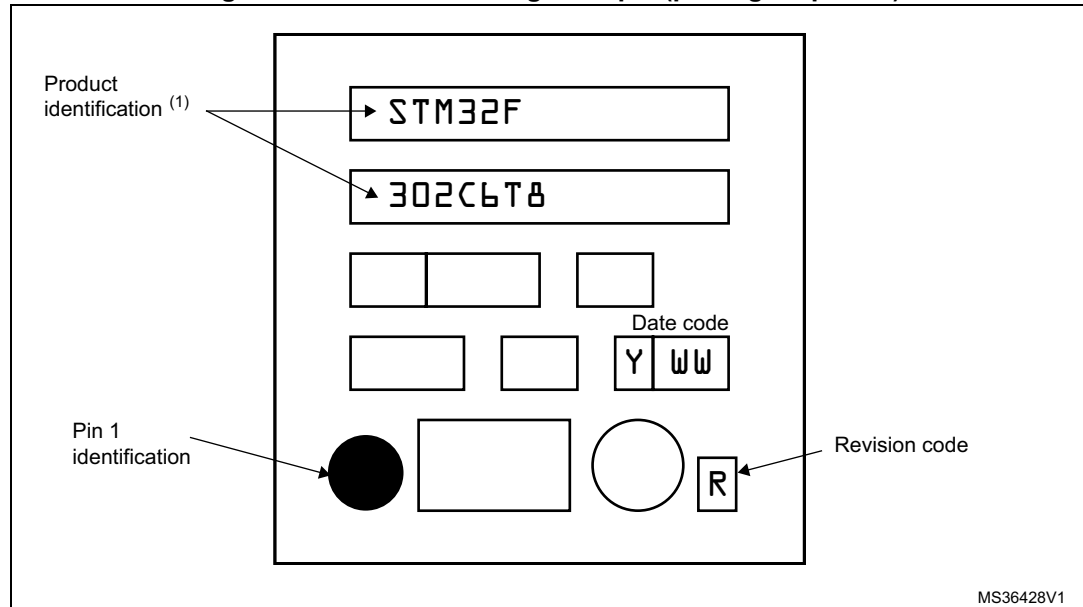 Product
identification (1)
STM32F
302C6T8
Date code
Y WW
Pin 1
identification
Revision code
R
MS36428V1